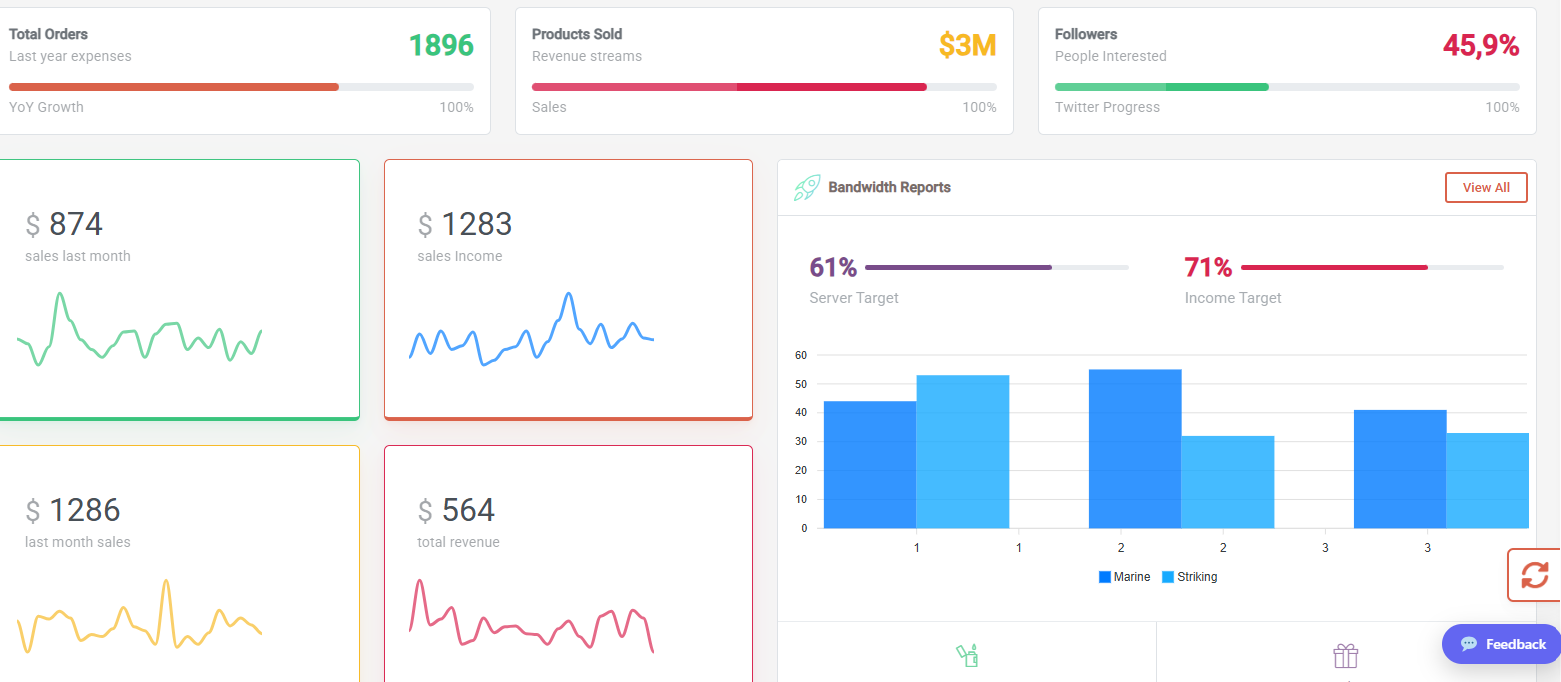 Total Orders
Last year expenses
1896
YoY Growth
100%
Products Sold
Revenue streams
$3M
Sales
100%
Followers
People Interested
45,9%
Twitter Progress
100%
$ 874
sales last month
$ 1283
sales Income
$ 1286
last month sales
$ 564
total revenue
Bandwidth Reports
View All
61%
Server Target
71%
Income Target
60
50
40
30
20
10
0
1 1 2 2 3 3
Marine Striking
Feedback